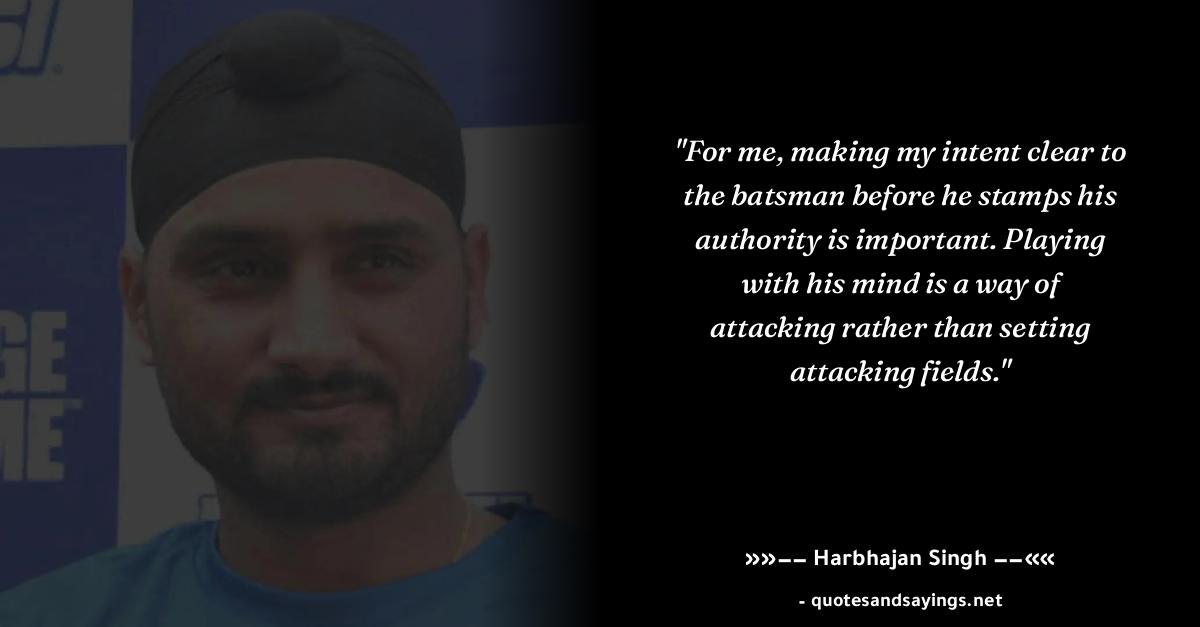 "For me, making my intent clear to
the batsman before he stamps his
authority is important. Playing
with his mind is a way of
attacking rather than setting
attacking fields."
»»−− Harbhajan Singh −−««
- quotesandsayings.net